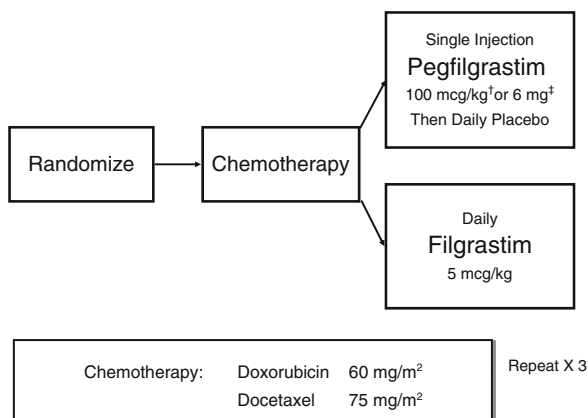 Single Injection
Pegfilgrastim
100 mcg/kg†or 6 mg‡
Then Daily Placebo
Randomize
Chemotherapy
Daily
Filgrastim
5 mcg/kg
Chemotherapy: Doxorubicin 60 mg/m²
Docetaxel 75 mg/m²
Repeat X 3